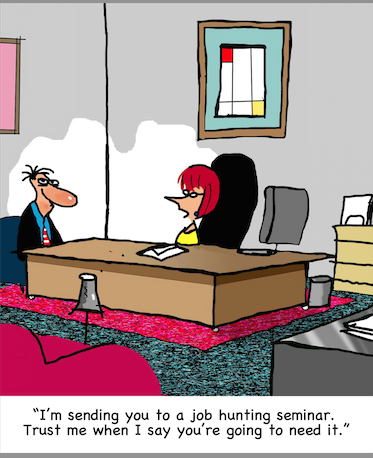 “I’m sending you to a job hunting seminar.
Trust me when I say you’re going to need it.”